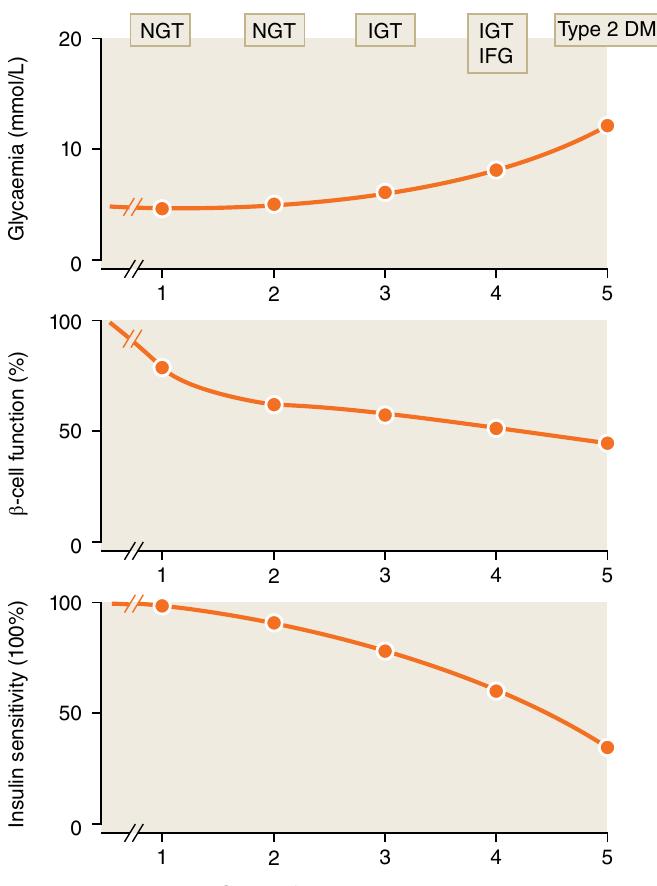 NGT
NGT
IGT
IGT
IFG
Type 2 DM
Glycaemia (mmol/L)
20
10
0
1 2 3 4 5
β-cell function (%)
100
50
0
1 2 3 4 5
Insulin sensitivity (100%)
100
50
0
1 2 3 4 5